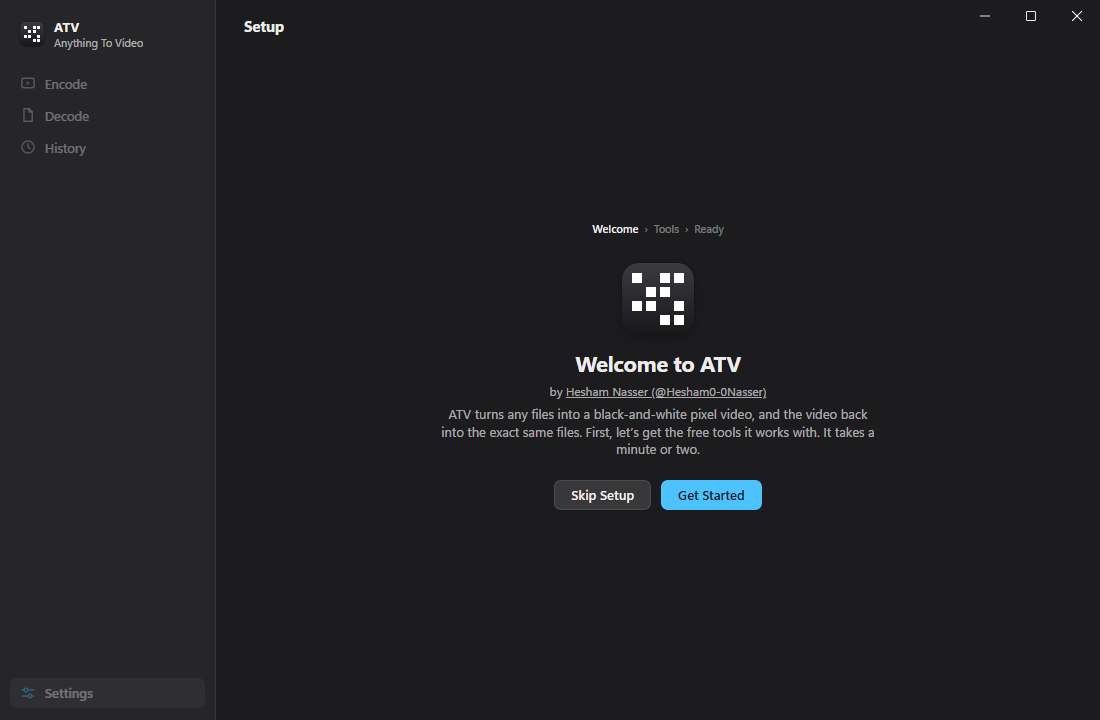 ATV
Anything To Video
Encode
Decode
History
Settings
Setup
Welcome › Tools › Ready
Welcome to ATV
by Hesham Nasser (@Hesham0-0Nasser)
ATV turns any files into a black-and-white pixel video, and the video back
into the exact same files. First, let’s get the free tools it works with. It takes a
minute or two.
Skip Setup
Get Started